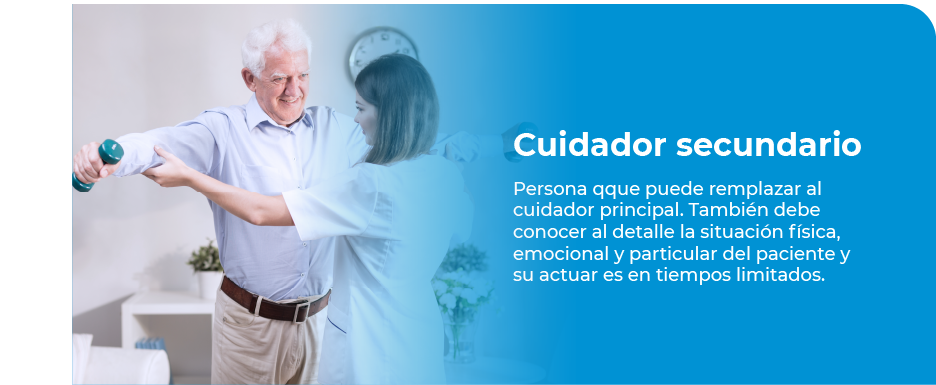 Cuidador secundario
Persona qque puede remplazar al
cuidador principal. También debe
conocer al detalle la situación física,
emocional y particular del paciente y
su actuar es en tiempos limitados.